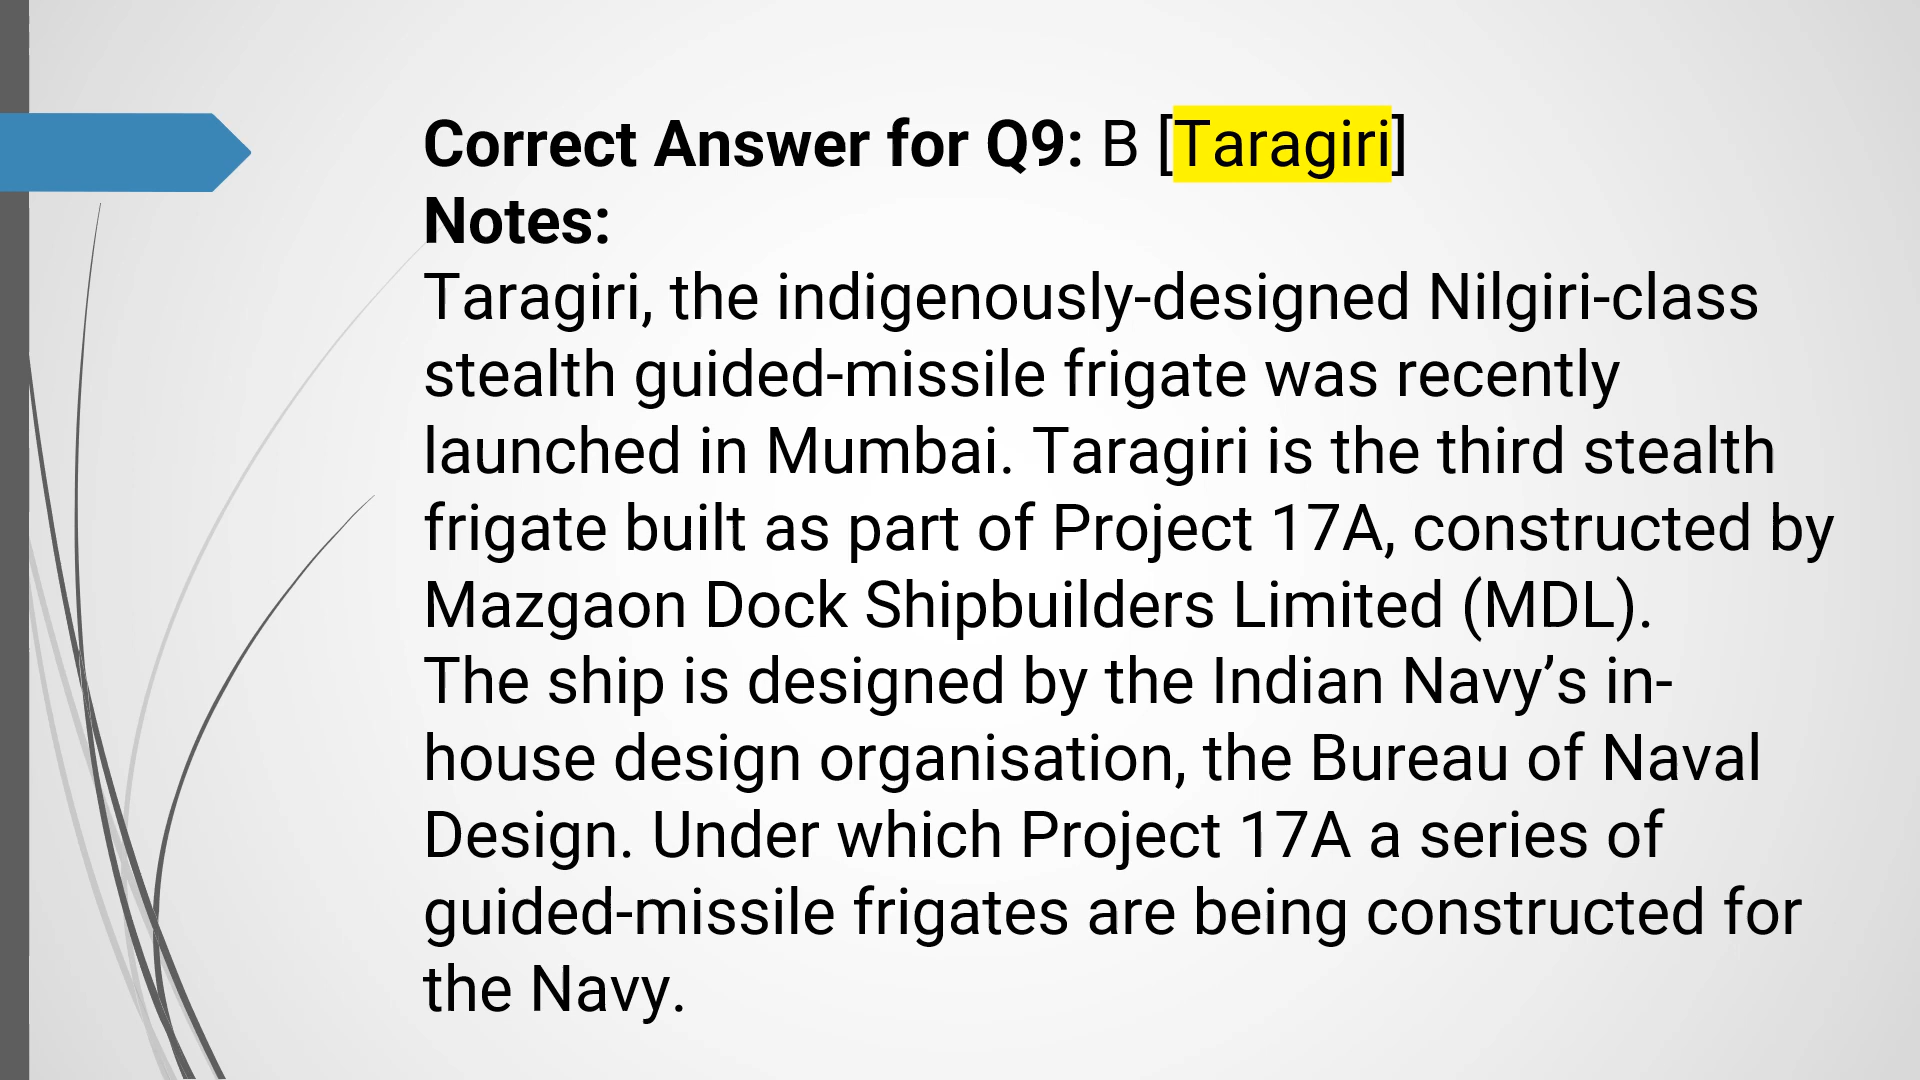 Correct Answer for Q9: B [Taragiri]
Notes:
Taragiri, the indigenously-designed Nilgiri-class
stealth guided-missile frigate was recently
launched in Mumbai. Taragiri is the third stealth
frigate built as part of Project 17A, constructed by
Mazgaon Dock Shipbuilders Limited (MDL).
The ship is designed by the Indian Navy’s in-
house design organisation, the Bureau of Naval
Design. Under which Project 17A a series of
guided-missile frigates are being constructed for
the Navy.